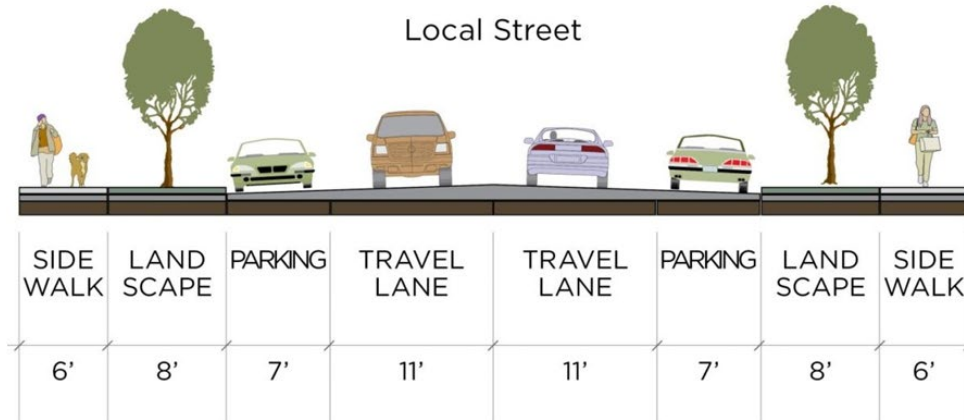 Local Street
SIDE WALK
LAND SCAPE
PARKING
TRAVEL LANE
TRAVEL LANE
PARKING
LAND SCAPE
SIDE WALK
6’ 8’ 7’ 11’ 11’ 7’ 8’ 6’